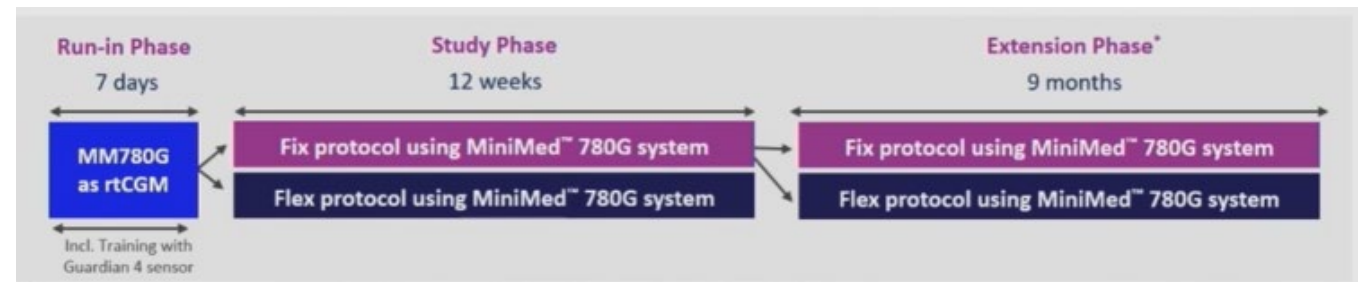 Run-in Phase
7 days
Study Phase
12 weeks
Extension Phase*
9 months
MM780G
as rtCGM
Fix protocol using MiniMed™ 780G system
Flex protocol using MiniMed™ 780G system
Fix protocol using MiniMed™ 780G system
Flex protocol using MiniMed™ 780G system
Incl. Training with
Guardian 4 sensor